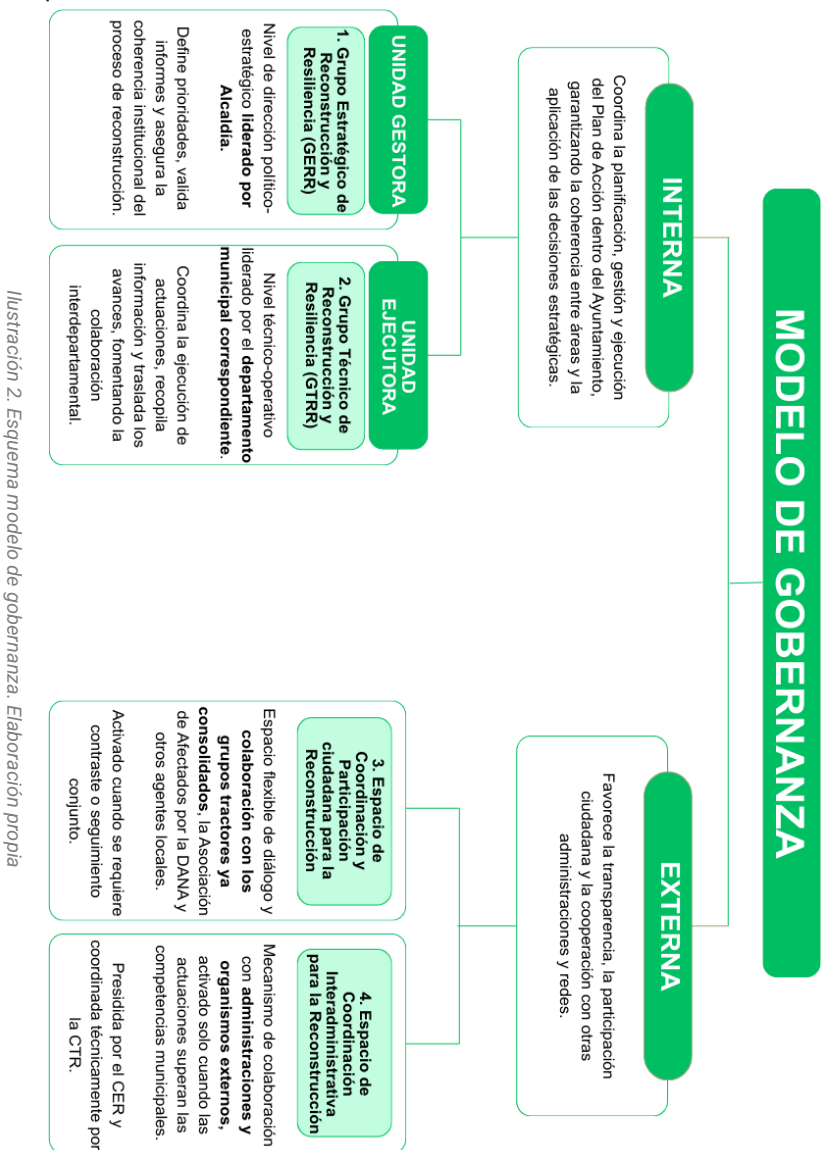 MODELO DE GOBERNANZA
INTERNA
Coordina la planificación, gestión y ejecución
del Plan de Acción dentro del Ayuntamiento,
garantizando la coherencia entre áreas y la
aplicación de las decisiones estratégicas.
UNIDAD GESTORA
1. Grupo Estratégico de
Reconstrucción y
Resiliencia (GERR)
Nivel de dirección político-
estratégico liderado por
Alcaldía.
Define prioridades, valida
informes y asegura la
coherencia institucional del
proceso de reconstrucción.
UNIDAD
EJECUTORA
2. Grupo Técnico de
Reconstrucción y
Resiliencia (GTRR)
Nivel técnico-operativo
liderado por el departamento
municipal correspondiente.
Coordina la ejecución de
actuaciones, recopila
información y traslada los
avances, fomentando la
colaboración
interdepartamental.
EXTERNA
Favorece la transparencia, la participación
ciudadana y la cooperación con otras
administraciones y redes.
3. Espacio de
Coordinación y
Participación
ciudadana para la
Reconstrucción
Espacio flexible de diálogo y
colaboración con los
grupos tractores ya
consolidados, la Asociación
de Afectados por la DANA y
otros agentes locales.
Activado cuando se requiere
contraste o seguimiento
conjunto.
4. Espacio de
Coordinación
Interadministrativa
para la Reconstrucción
Mecanismo de colaboración
con administraciones y
organismos externos,
activado solo cuando las
actuaciones superan las
competencias municipales.
Presidida por el CER y
coordinada técnicamente por
la CTR.
Ilustración 2. Esquema modelo de gobernanza. Elaboración propia